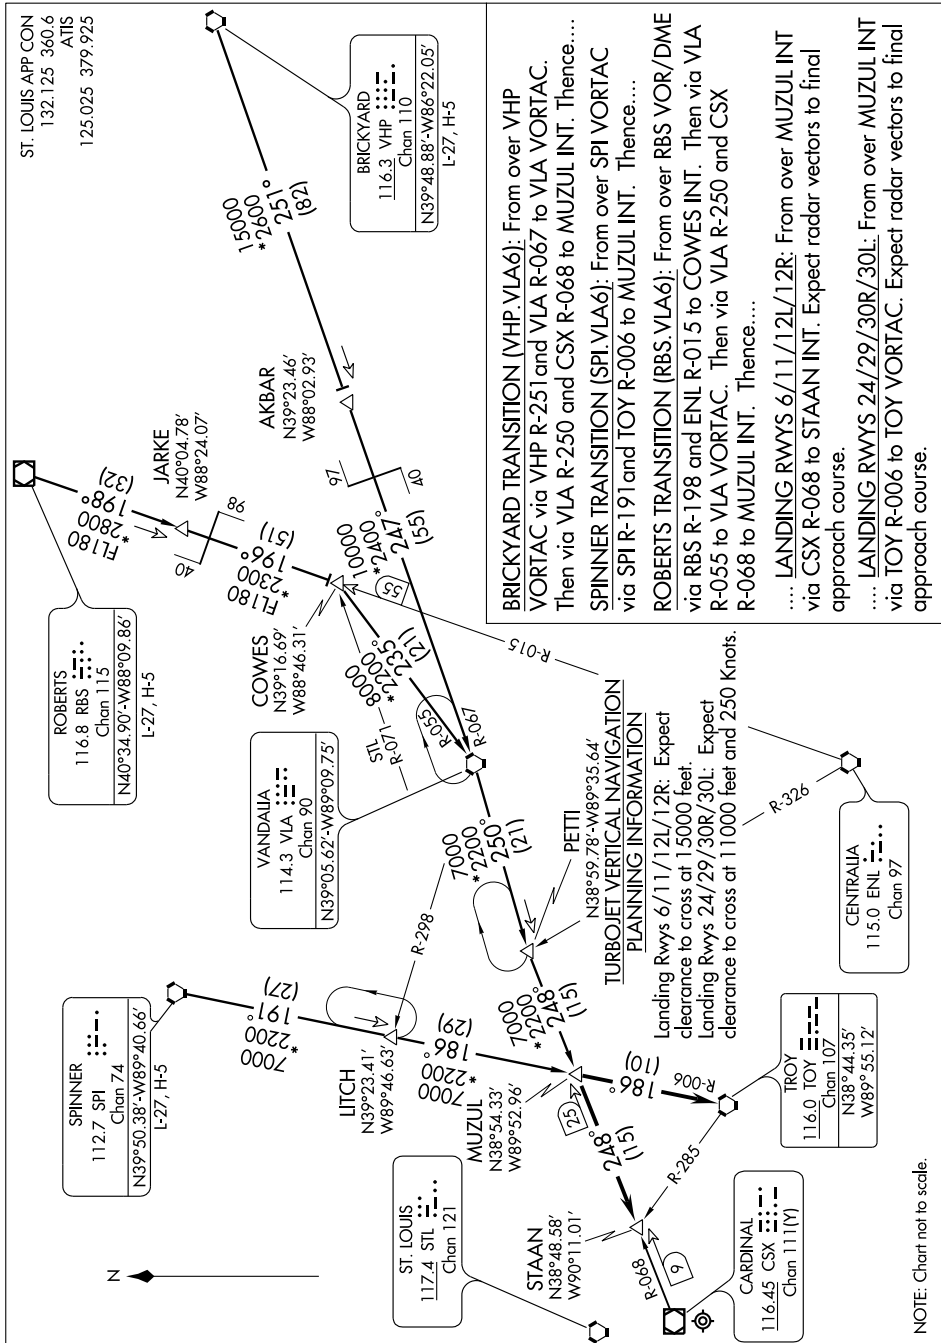 ST. LOUIS APP CON
132.125 360.6
ATIS
125.025 379.925
ROBERTS
116.8 RBS
Chan 115
N40°34.90'-W88°09.86'
L-27, H-5
BRICKYARD
116.3 VHP
Chan 110
N39°48.88'-W86°22.05'
L-27, H-5
FL180
*2800
198°
(32)
JARKE
N40°04.78'
W88°24.07'
40
98
FL180
*2300
196°
(51)
15000
*2600
251°
(82)
AKBAR
N39°23.46'
W88°02.93'
97
40
COWES
N39°16.69'
W88°46.31'
10000
*2400
247°
(55)
55
8000
*2200
235°
(21)
STL
R-071
R-055
R-067
R-015
VANDALIA
114.3 VLA
Chan 90
N39°05.62'-W89°09.75'
SPINNER
112.7 SPI
Chan 74
N39°50.38'-W89°40.66'
L-27, H-5
7000
*2200
191°
(27)
LITCH
N39°23.41'
W89°46.63'
R-298
7000
*2200
186°
(29)
7000
*2200
250°
(21)
PETTI
N38°59.78'-W89°35.64'
7000
*2200
248°
(15)
MUZUL
N38°54.33'
W89°52.96'
25
186°
(10)
R-006
248°
(15)
ST. LOUIS
117.4 STL
Chan 121
STAAN
N38°48.58'
W90°11.01'
R-285
R-068
9
CARDINAL
116.45 CSX
Chan 111(Y)
TROY
116.0 TOY
Chan 107
N38°44.35'
W89°55.12'
R-326
CENTRALIA
115.0 ENL
Chan 97
N
TURBOJET VERTICAL NAVIGATION
PLANNING INFORMATION
Landing Rwys 6/11/12L/12R: Expect
clearance to cross at 15000 feet.
Landing Rwys 24/29/30R/30L: Expect
clearance to cross at 11000 feet and 250 Knots.
BRICKYARD TRANSITION (VHP.VLA6): From over VHP
VORTAC via VHP R-251and VLA R-067 to VLA VORTAC.
Then via VLA R-250 and CSX R-068 to MUZUL INT. Thence....
SPINNER TRANSITION (SPI.VLA6): From over SPI VORTAC
via SPI R-191and TOY R-006 to MUZUL INT. Thence....
ROBERTS TRANSITION (RBS.VLA6): From over RBS VOR/DME
via RBS R-198 and ENL R-015 to COWES INT. Then via VLA
R-055 to VLA VORTAC. Then via VLA R-250 and CSX
R-068 to MUZUL INT. Thence....
.... LANDING RWYS 6/11/12L/12R: From over MUZUL INT
via CSX R-068 to STAAN INT. Expect radar vectors to final
approach course.
.... LANDING RWYS 24/29/30R/30L: From over MUZUL INT
via TOY R-006 to TOY VORTAC. Expect radar vectors to final
approach course.
NOTE: Chart not to scale.